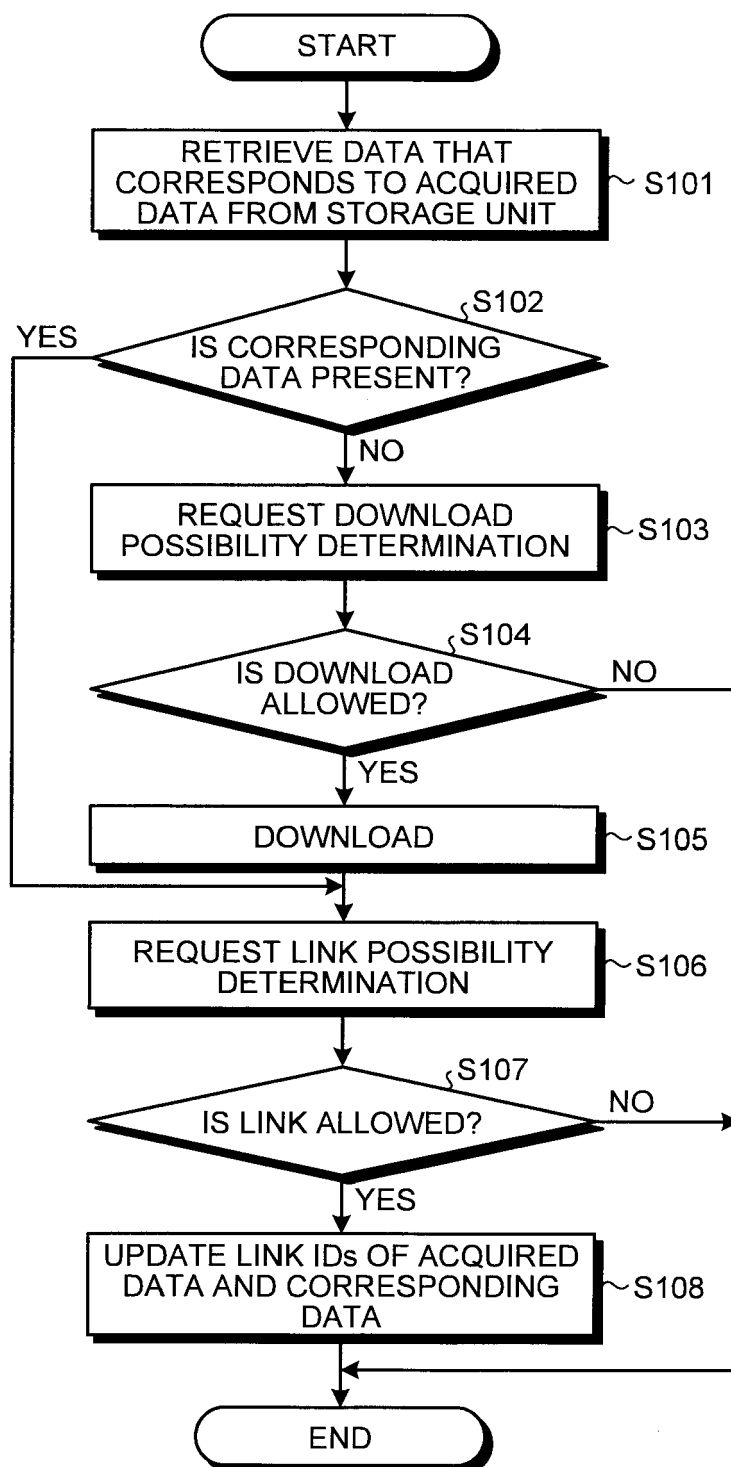 START
RETRIEVE DATA THAT
CORRESPONDS TO ACQUIRED
DATA FROM STORAGE UNIT
S101
S102
YES
IS CORRESPONDING
DATA PRESENT?
NO
REQUEST DOWNLOAD
POSSIBILITY DETERMINATION
S103
S104
IS DOWNLOAD
ALLOWED?
NO
YES
DOWNLOAD
S105
REQUEST LINK POSSIBILITY
DETERMINATION
S106
S107
IS LINK ALLOWED?
NO
YES
UPDATE LINK IDs OF ACQUIRED
DATA AND CORRESPONDING
DATA
S108
END